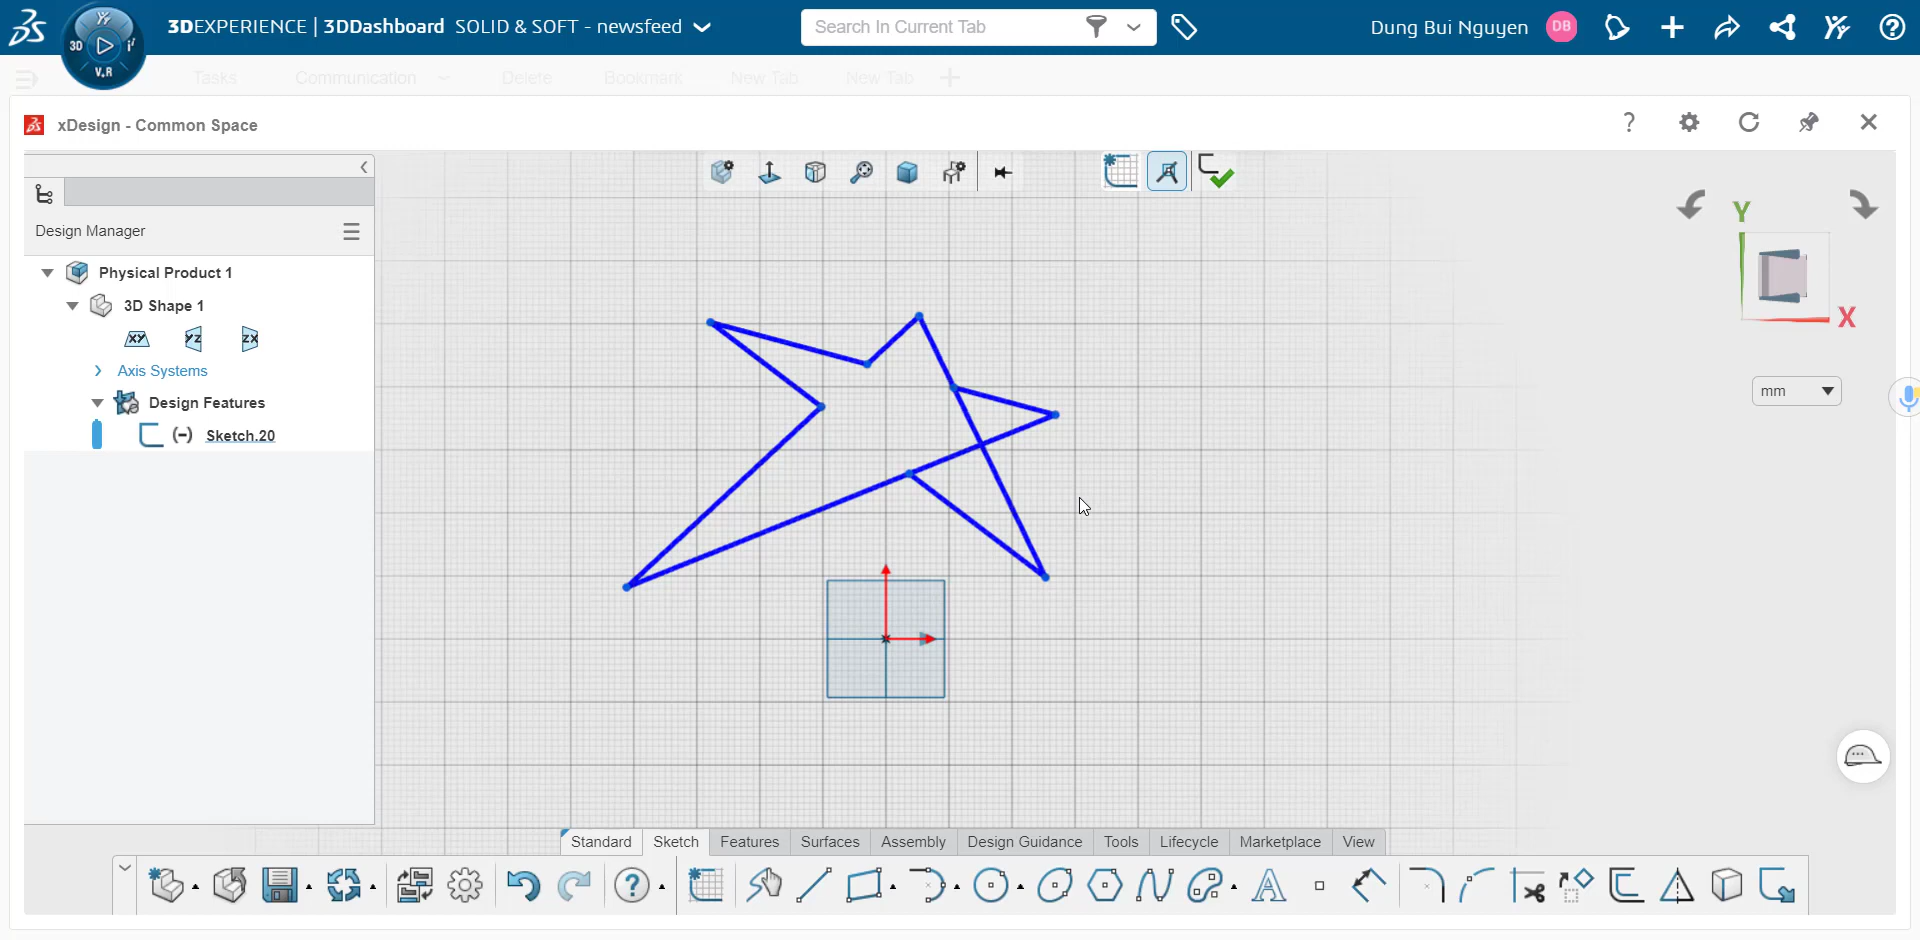 3DEXPERIENCE | 3DDashboard SOLID & SOFT - newsfeed
Search In Current Tab
Dung Bui Nguyen DB
3D
V.R
Tasks Communication Delete Bookmark New Tab New Tab
xDesign - Common Space
Design Manager
Physical Product 1
3D Shape 1
XY YZ ZX
Axis Systems
Design Features
(-) Sketch.20
Y
X
mm
Standard Sketch Features Surfaces Assembly Design Guidance Tools Lifecycle Marketplace View